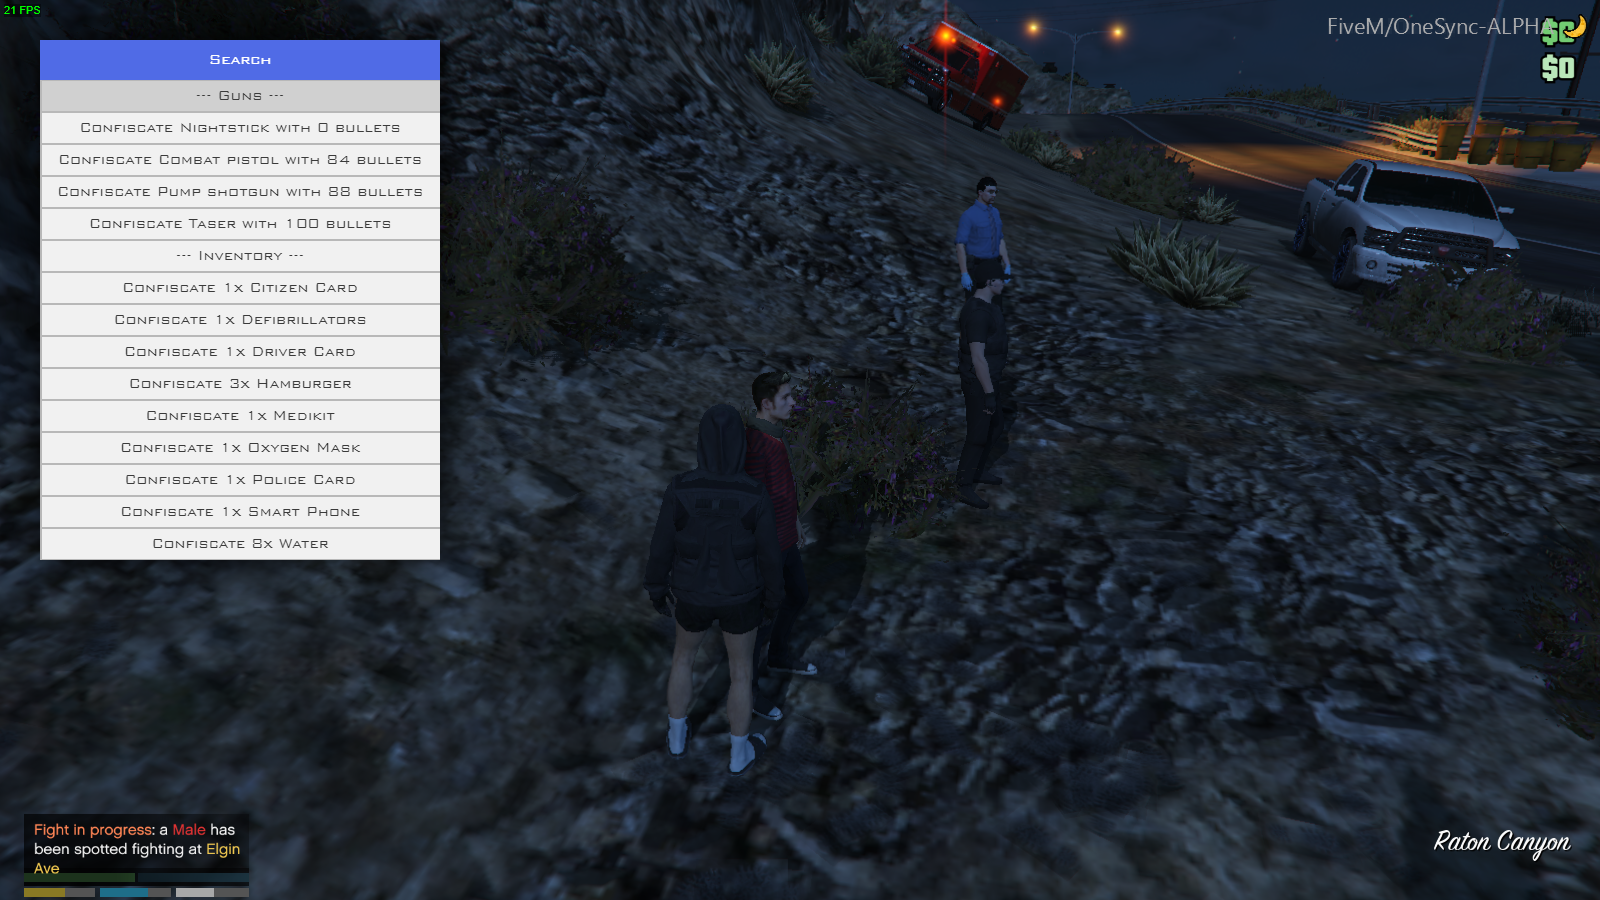 21 FPS
FiveM/OneSync-ALPHA
$0
Search
--- Guns ---
Confiscate Nightstick with 0 bullets
Confiscate Combat pistol with 84 bullets
Confiscate Pump shotgun with 88 bullets
Confiscate Taser with 100 bullets
--- Inventory ---
Confiscate 1x Citizen Card
Confiscate 1x Defibrillators
Confiscate 1x Driver Card
Confiscate 3x Hamburger
Confiscate 1x Medikit
Confiscate 1x Oxygen Mask
Confiscate 1x Police Card
Confiscate 1x Smart Phone
Confiscate 8x Water
Fight in progress: a Male has
been spotted fighting at Elgin
Ave
Raton Canyon